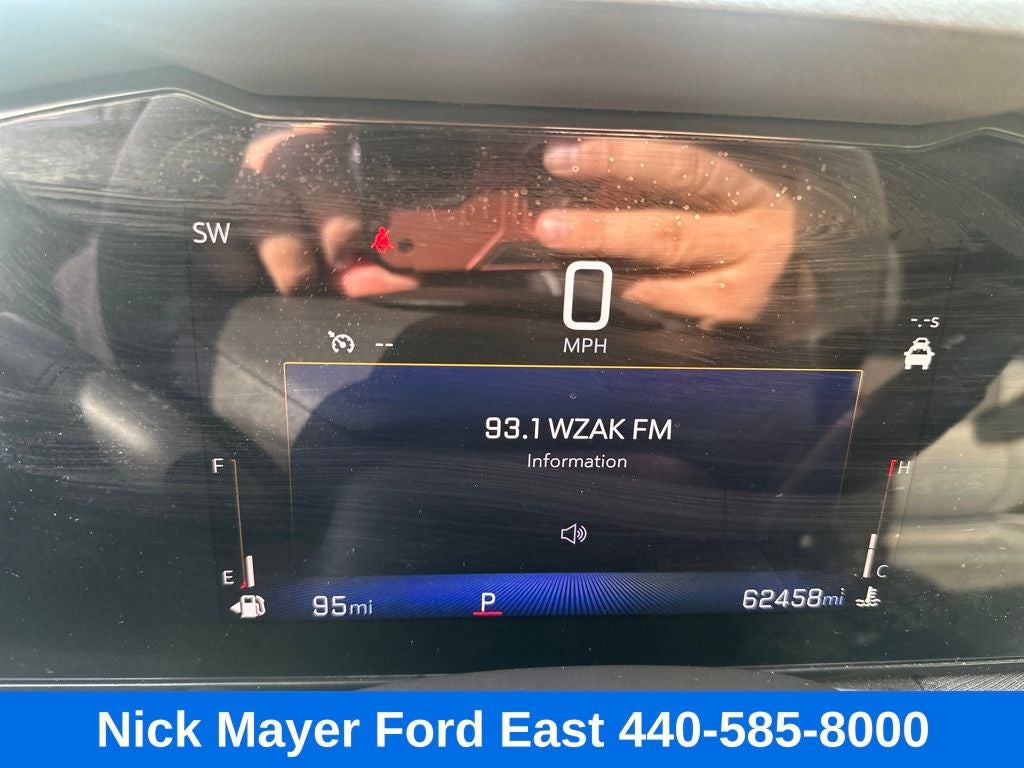 SW
0
MPH
--
-.-s
93.1 WZAK FM
Information
F
H
E
C
95mi
P
62458mi
Nick Mayer Ford East 440-585-8000